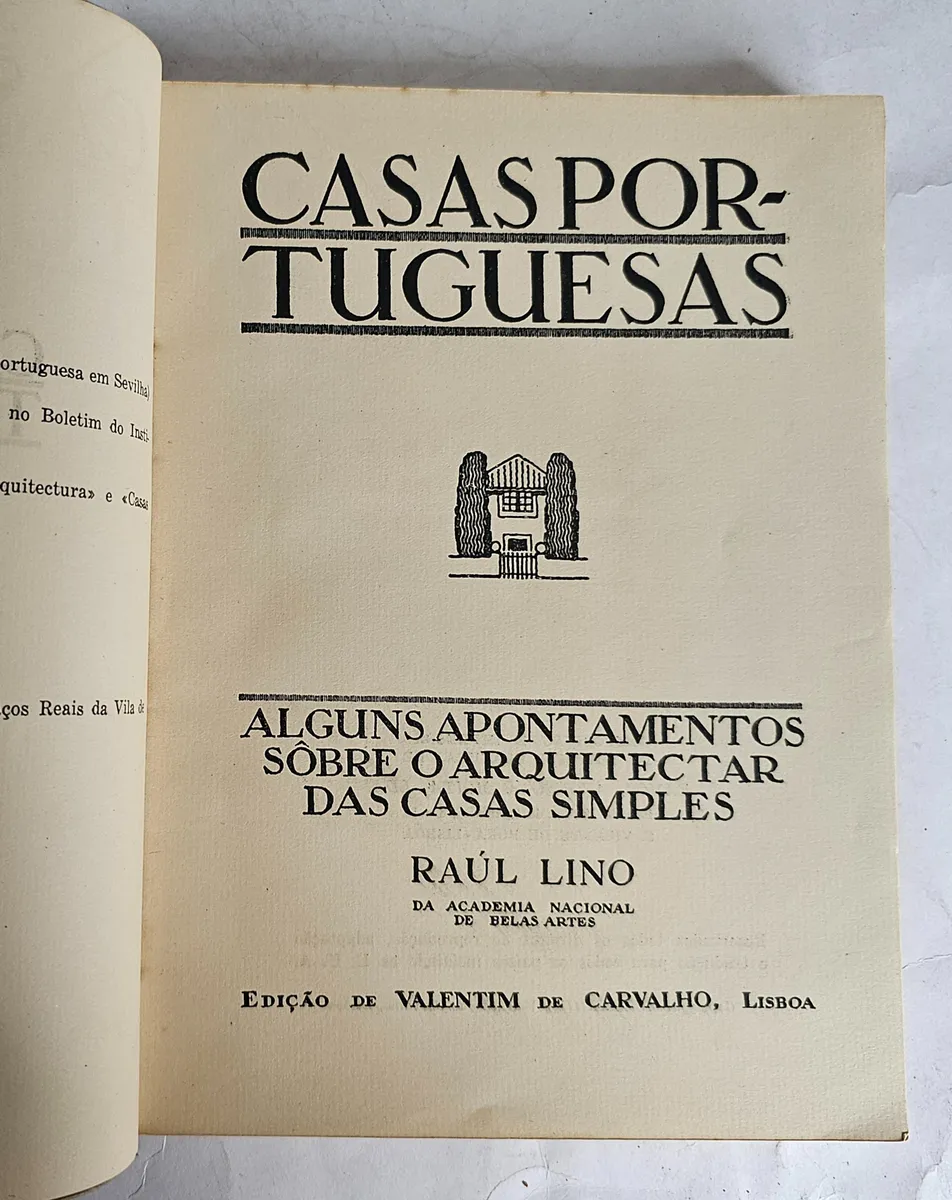 ortuguesa em Sevilha)
no Boletim do Insti-
quitectura» e «Casas
ços Reais da Vila de
CASAS POR-
TUGUESAS
ALGUNS APONTAMENTOS
SÔBRE O ARQUITECTAR
DAS CASAS SIMPLES
RAÚL LINO
DA ACADEMIA NACIONAL
DE BELAS ARTES
EDIÇÃO DE VALENTIM DE CARVALHO, LISBOA